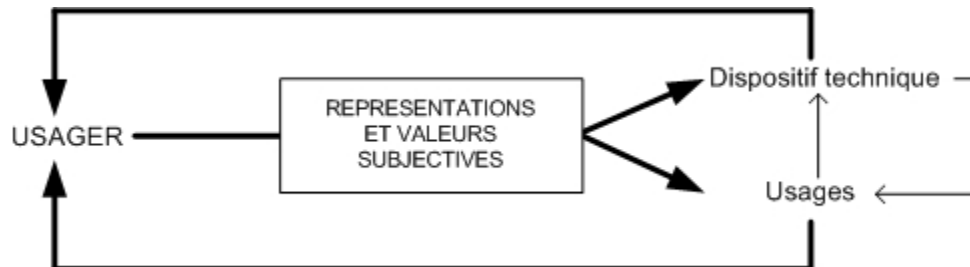 Dispositif technique
REPRESENTATIONS
ET VALEURS
SUBJECTIVES
USAGER
Usages